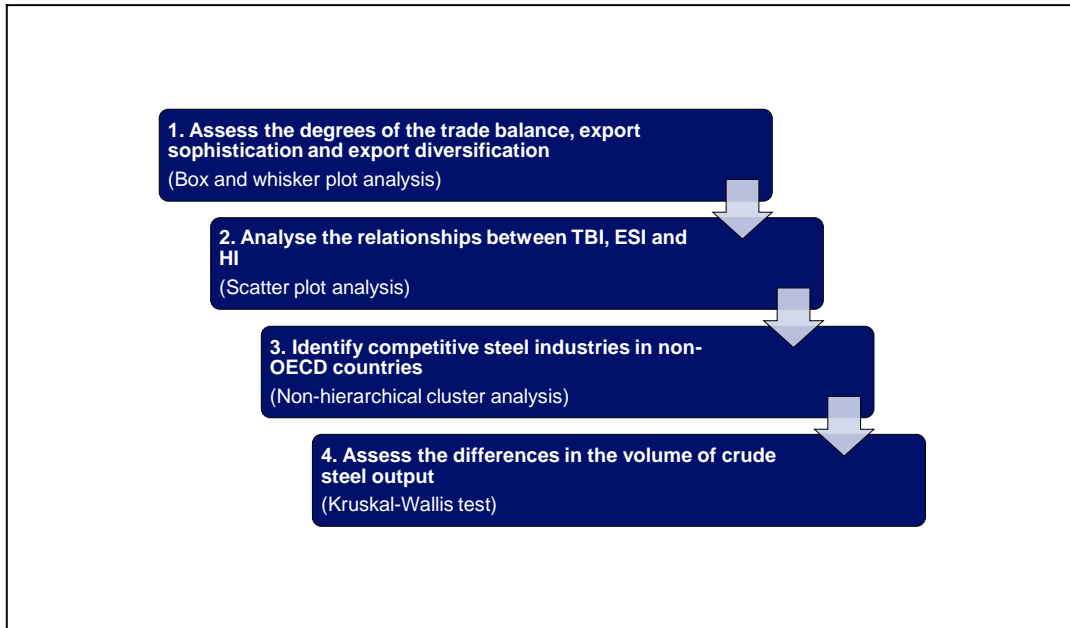 1. Assess the degrees of the trade balance, export
sophistication and export diversification
(Box and whisker plot analysis)
2. Analyse the relationships between TBI, ESI and
HI
(Scatter plot analysis)
3. Identify competitive steel industries in non-
OECD countries
(Non-hierarchical cluster analysis)
4. Assess the differences in the volume of crude
steel output
(Kruskal-Wallis test)